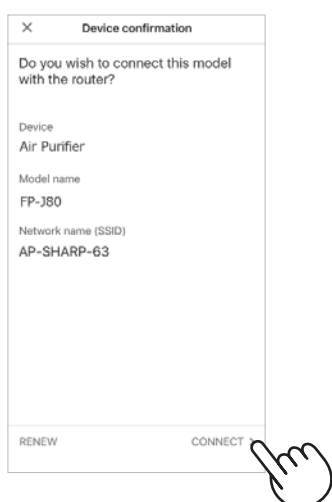 × Device confirmation
Do you wish to connect this model
with the router?
Device
Air Purifier
Model name
FP-J80
Network name (SSID)
AP-SHARP-63
RENEW CONNECT >